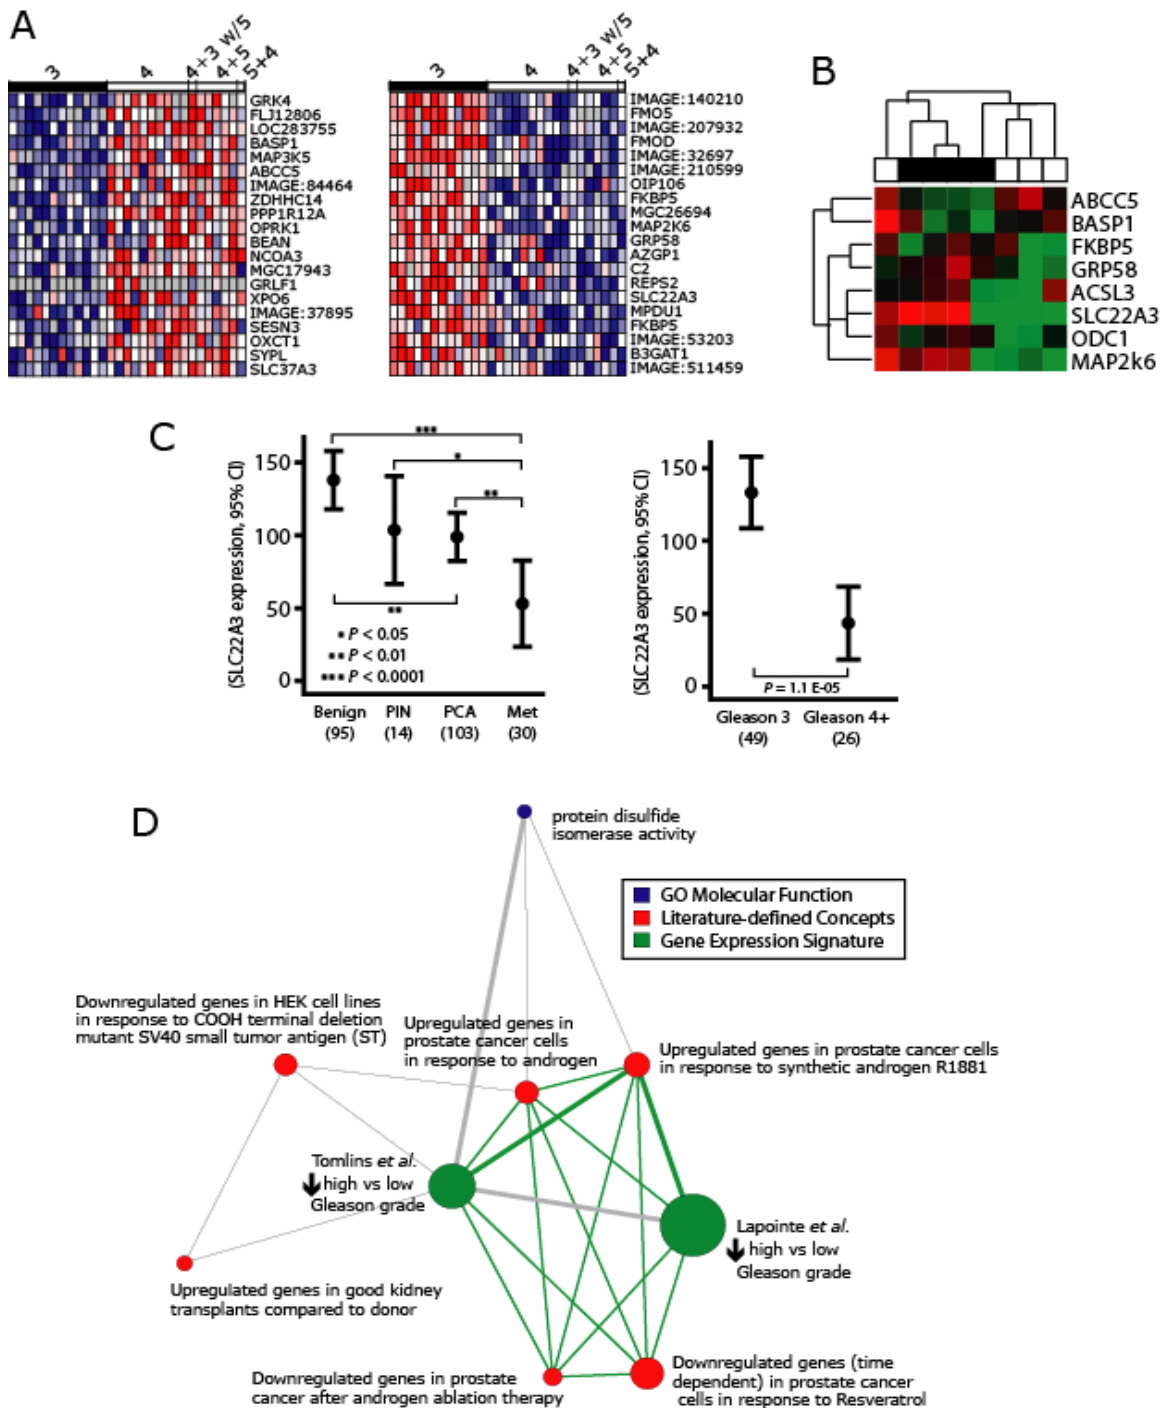 A
3
4
4+3 w/5
4+5
5+4
GRK4
FLJ12806
LOC283755
BASP1
MAP3K5
ABCC5
IMAGE:84464
ZDHHC14
PPP1R12A
OPRK1
BEAN
NCOA3
MGC17943
GRLF1
XPO6
IMAGE:37895
SESN3
OXCT1
SYPL
SLC37A3
3
4
4+3 w/5
4+5
5+4
IMAGE:140210
FMO5
IMAGE:207932
FMOD
IMAGE:32697
IMAGE:210599
OIP106
FKBP5
MGC26694
MAP2K6
GRP58
AZGP1
C2
REPS2
SLC22A3
MPDU1
FKBP5
IMAGE:53203
B3GAT1
IMAGE:511459
B
ABCC5
BASP1
FKBP5
GRP58
ACSL3
SLC22A3
ODC1
MAP2k6
C
(SLC22A3 expression, 95% CI)
150
100
50
0
***
*
**
**
* P < 0.05
** P < 0.01
*** P < 0.0001
Benign PIN PCA Met
(95) (14) (103) (30)
(SLC22A3 expression, 95% CI)
150
100
50
0
P = 1.1 E-05
Gleason 3 Gleason 4+
(49) (26)
D
protein disulfide
isomerase activity
GO Molecular Function
Literature-defined Concepts
Gene Expression Signature
Downregulated genes in HEK cell lines
in response to COOH terminal deletion
mutant SV40 small tumor antigen (ST)
Upregulated genes in
prostate cancer cells
in response to androgen
Upregulated genes in prostate cancer cells
in response to synthetic androgen R1881
Tomlins et al.
high vs low
Gleason grade
Lapointe et al.
high vs low
Gleason grade
Upregulated genes in good kidney
transplants compared to donor
Downregulated genes in prostate
cancer after androgen ablation therapy
Downregulated genes (time
dependent) in prostate cancer
cells in response to Resveratrol